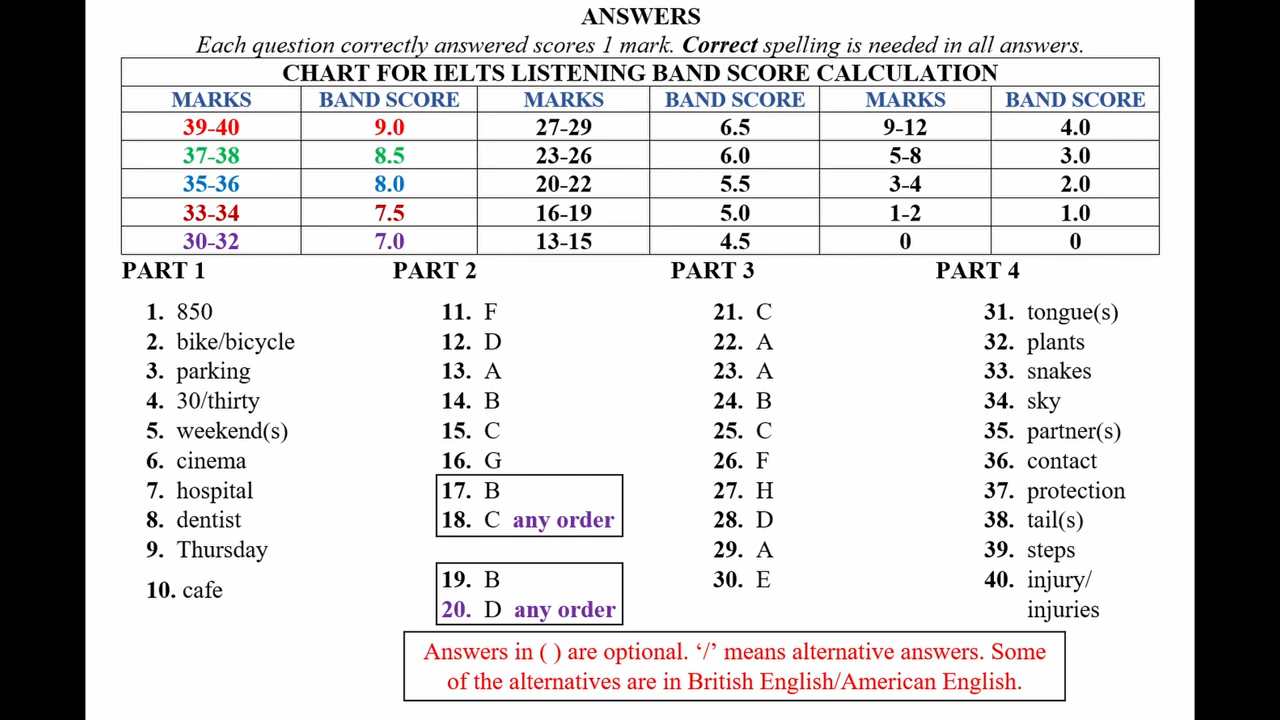 ANSWERS
Each question correctly answered scores 1 mark. Correct spelling is needed in all answers.
CHART FOR IELTS LISTENING BAND SCORE CALCULATION
MARKS BAND SCORE MARKS BAND SCORE MARKS BAND SCORE
39-40 9.0 27-29 6.5 9-12 4.0
37-38 8.5 23-26 6.0 5-8 3.0
35-36 8.0 20-22 5.5 3-4 2.0
33-34 7.5 16-19 5.0 1-2 1.0
30-32 7.0 13-15 4.5 0 0
PART 1
1. 850
2. bike/bicycle
3. parking
4. 30/thirty
5. weekend(s)
6. cinema
7. hospital
8. dentist
9. Thursday
10. cafe
PART 2
11. F
12. D
13. A
14. B
15. C
16. G
17. B
18. C any order
19. B
20. D any order
PART 3
21. C
22. A
23. A
24. B
25. C
26. F
27. H
28. D
29. A
30. E
PART 4
31. tongue(s)
32. plants
33. snakes
34. sky
35. partner(s)
36. contact
37. protection
38. tail(s)
39. steps
40. injury/
injuries
Answers in ( ) are optional. ‘/’ means alternative answers. Some
of the alternatives are in British English/American English.